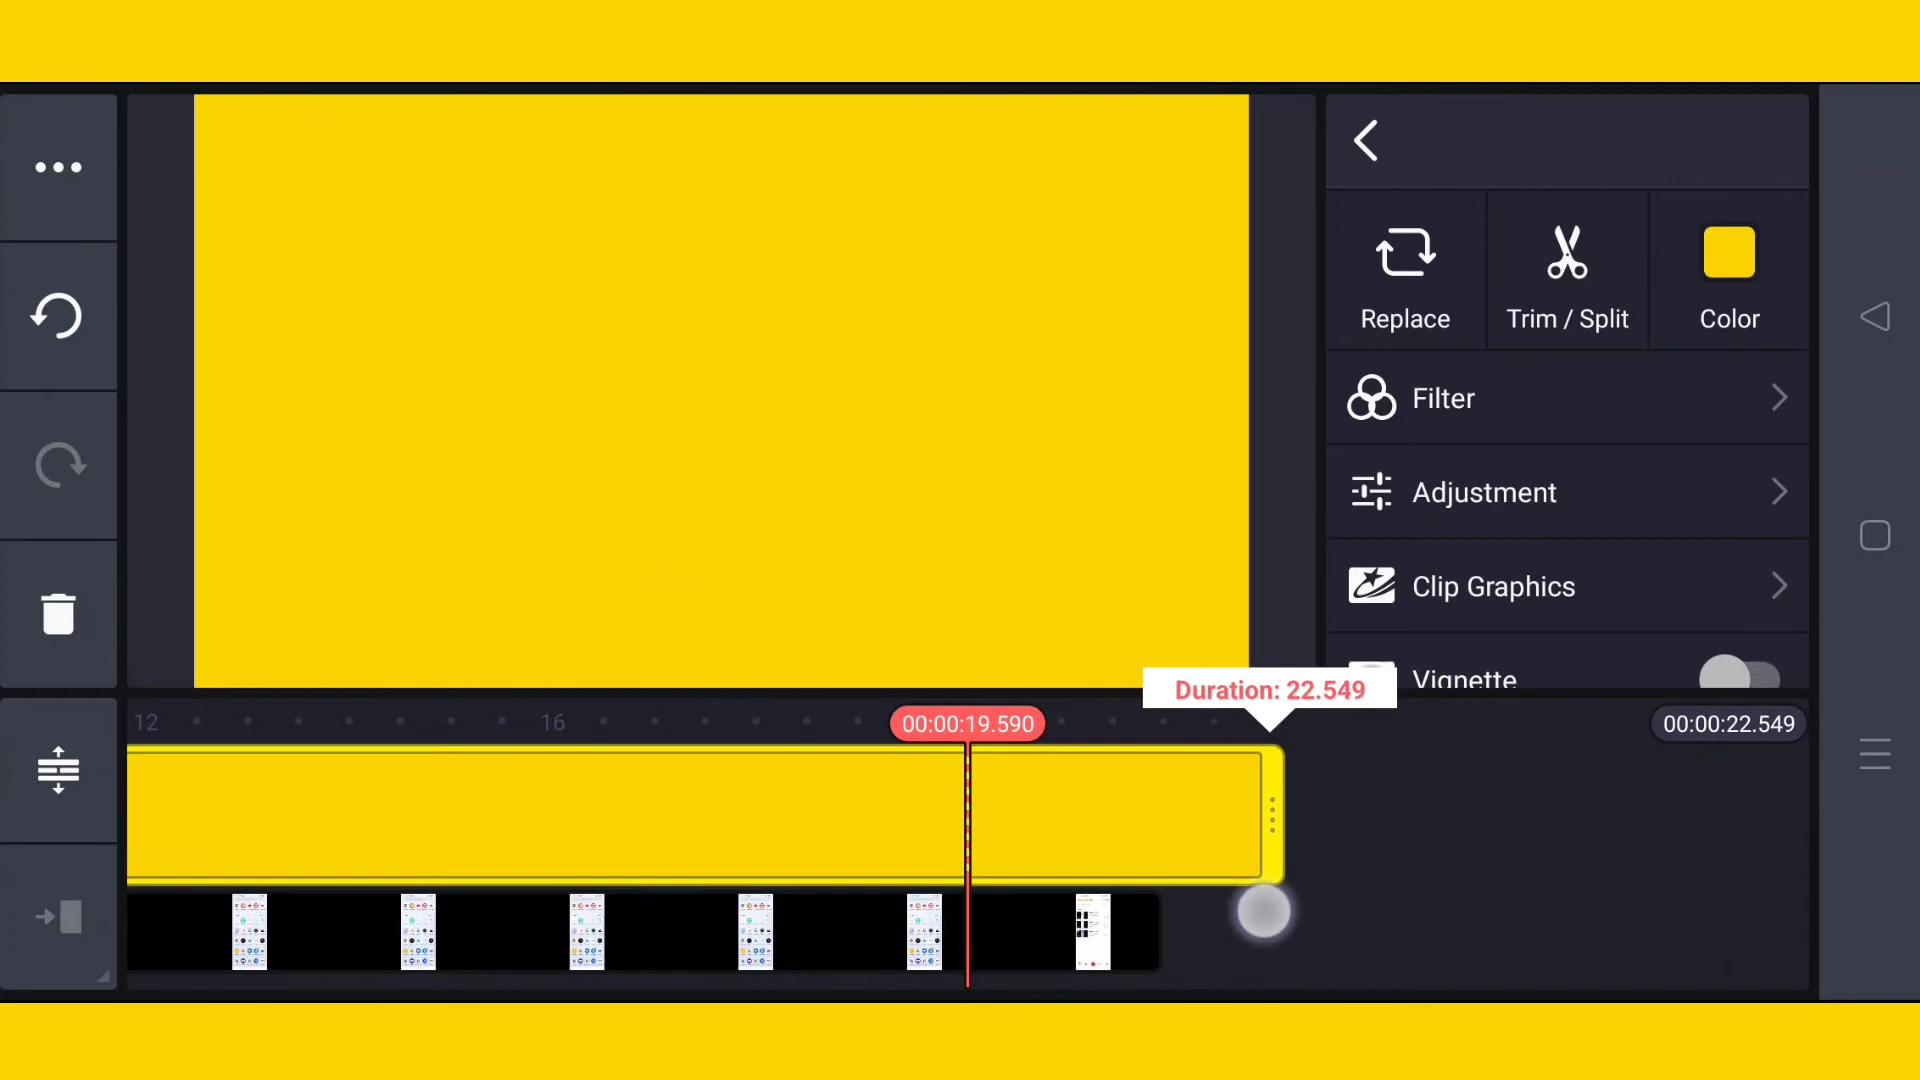 Replace
Trim / Split
Color
Filter
Adjustment
Clip Graphics
Vignette
Duration: 22.549
12
16
00:00:19.590
00:00:22.549